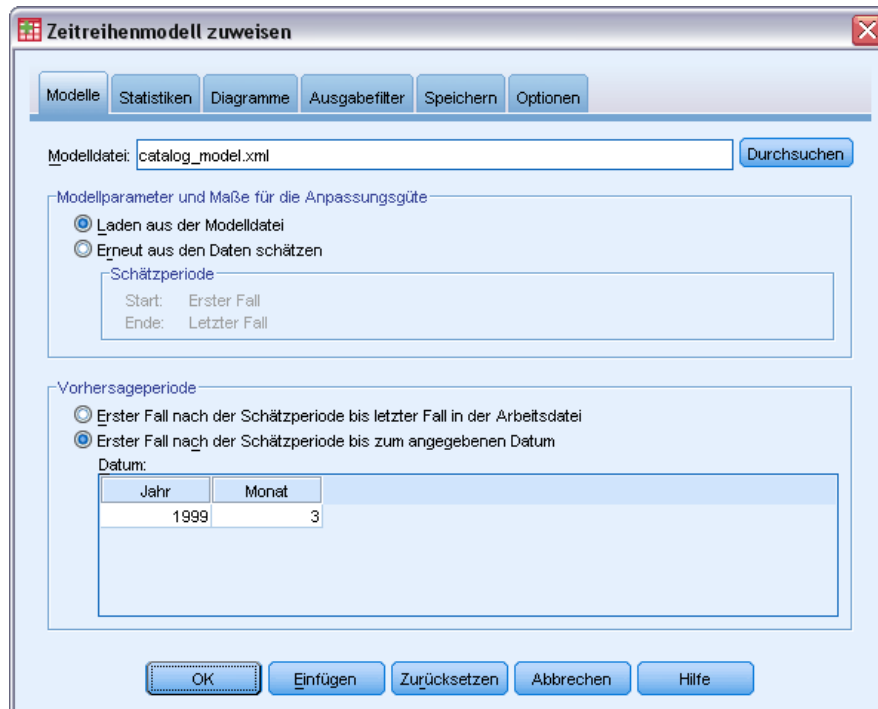 Zeitreihenmodell zuweisen
Modelle Statistiken Diagramme Ausgabefilter Speichern Optionen
Modelldatei: catalog_model.xml Durchsuchen
Modellparameter und Maße für die Anpassungsgüte
Laden aus der Modelldatei
Erneut aus den Daten schätzen
Schätzperiode
Start: Erster Fall
Ende: Letzter Fall
Vorhersageperiode
Erster Fall nach der Schätzperiode bis letzter Fall in der Arbeitsdatei
Erster Fall nach der Schätzperiode bis zum angegebenen Datum
Datum:
Jahr Monat
1999 3
OK Einfügen Zurücksetzen Abbrechen Hilfe